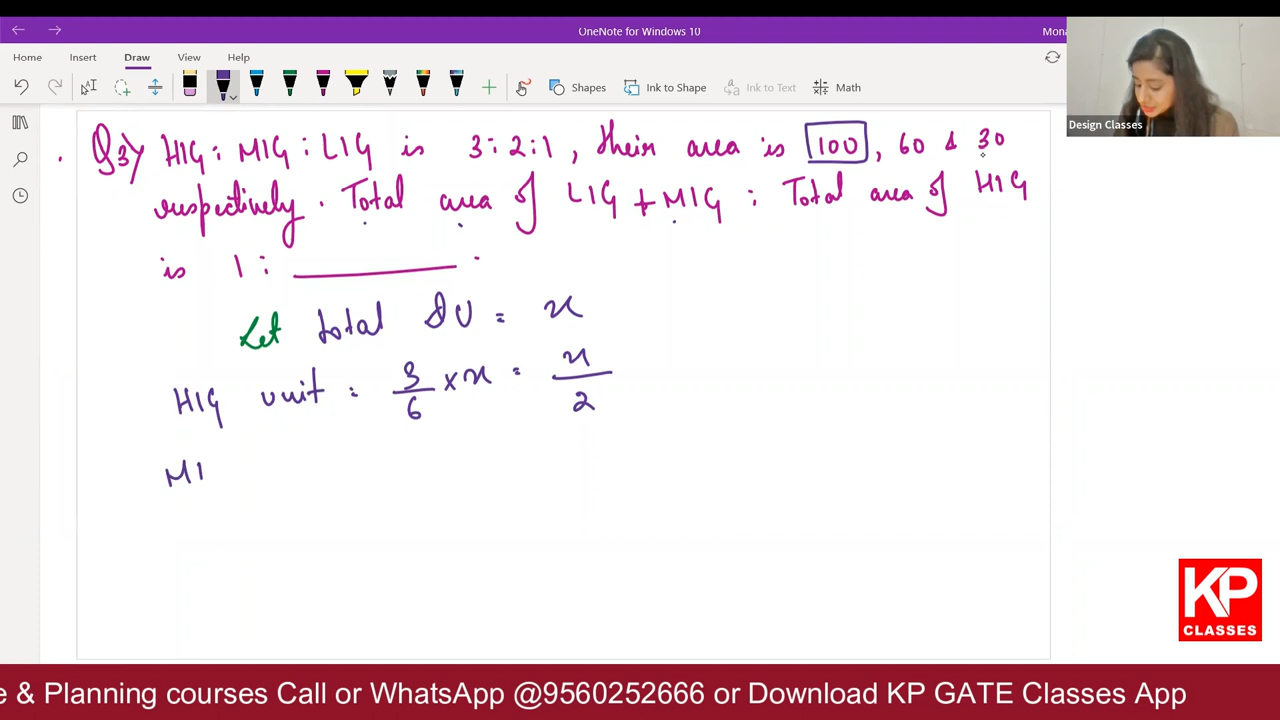 OneNote for Windows 10
Mona
Home Insert Draw View Help
Shapes Ink to Shape Ink to Text Math
Design Classes
Q3) HIG : MIG : LIG is 3:2:1, their area is 100, 60 & 30
respectively. Total area of LIG + MIG : Total area of HIG
is 1: ______.
Let total DU = x
HIG unit = 3/6 × x = x/2
MI
KP
CLASSES
e & Planning courses Call or WhatsApp @9560252666 or Download KP GATE Classes App